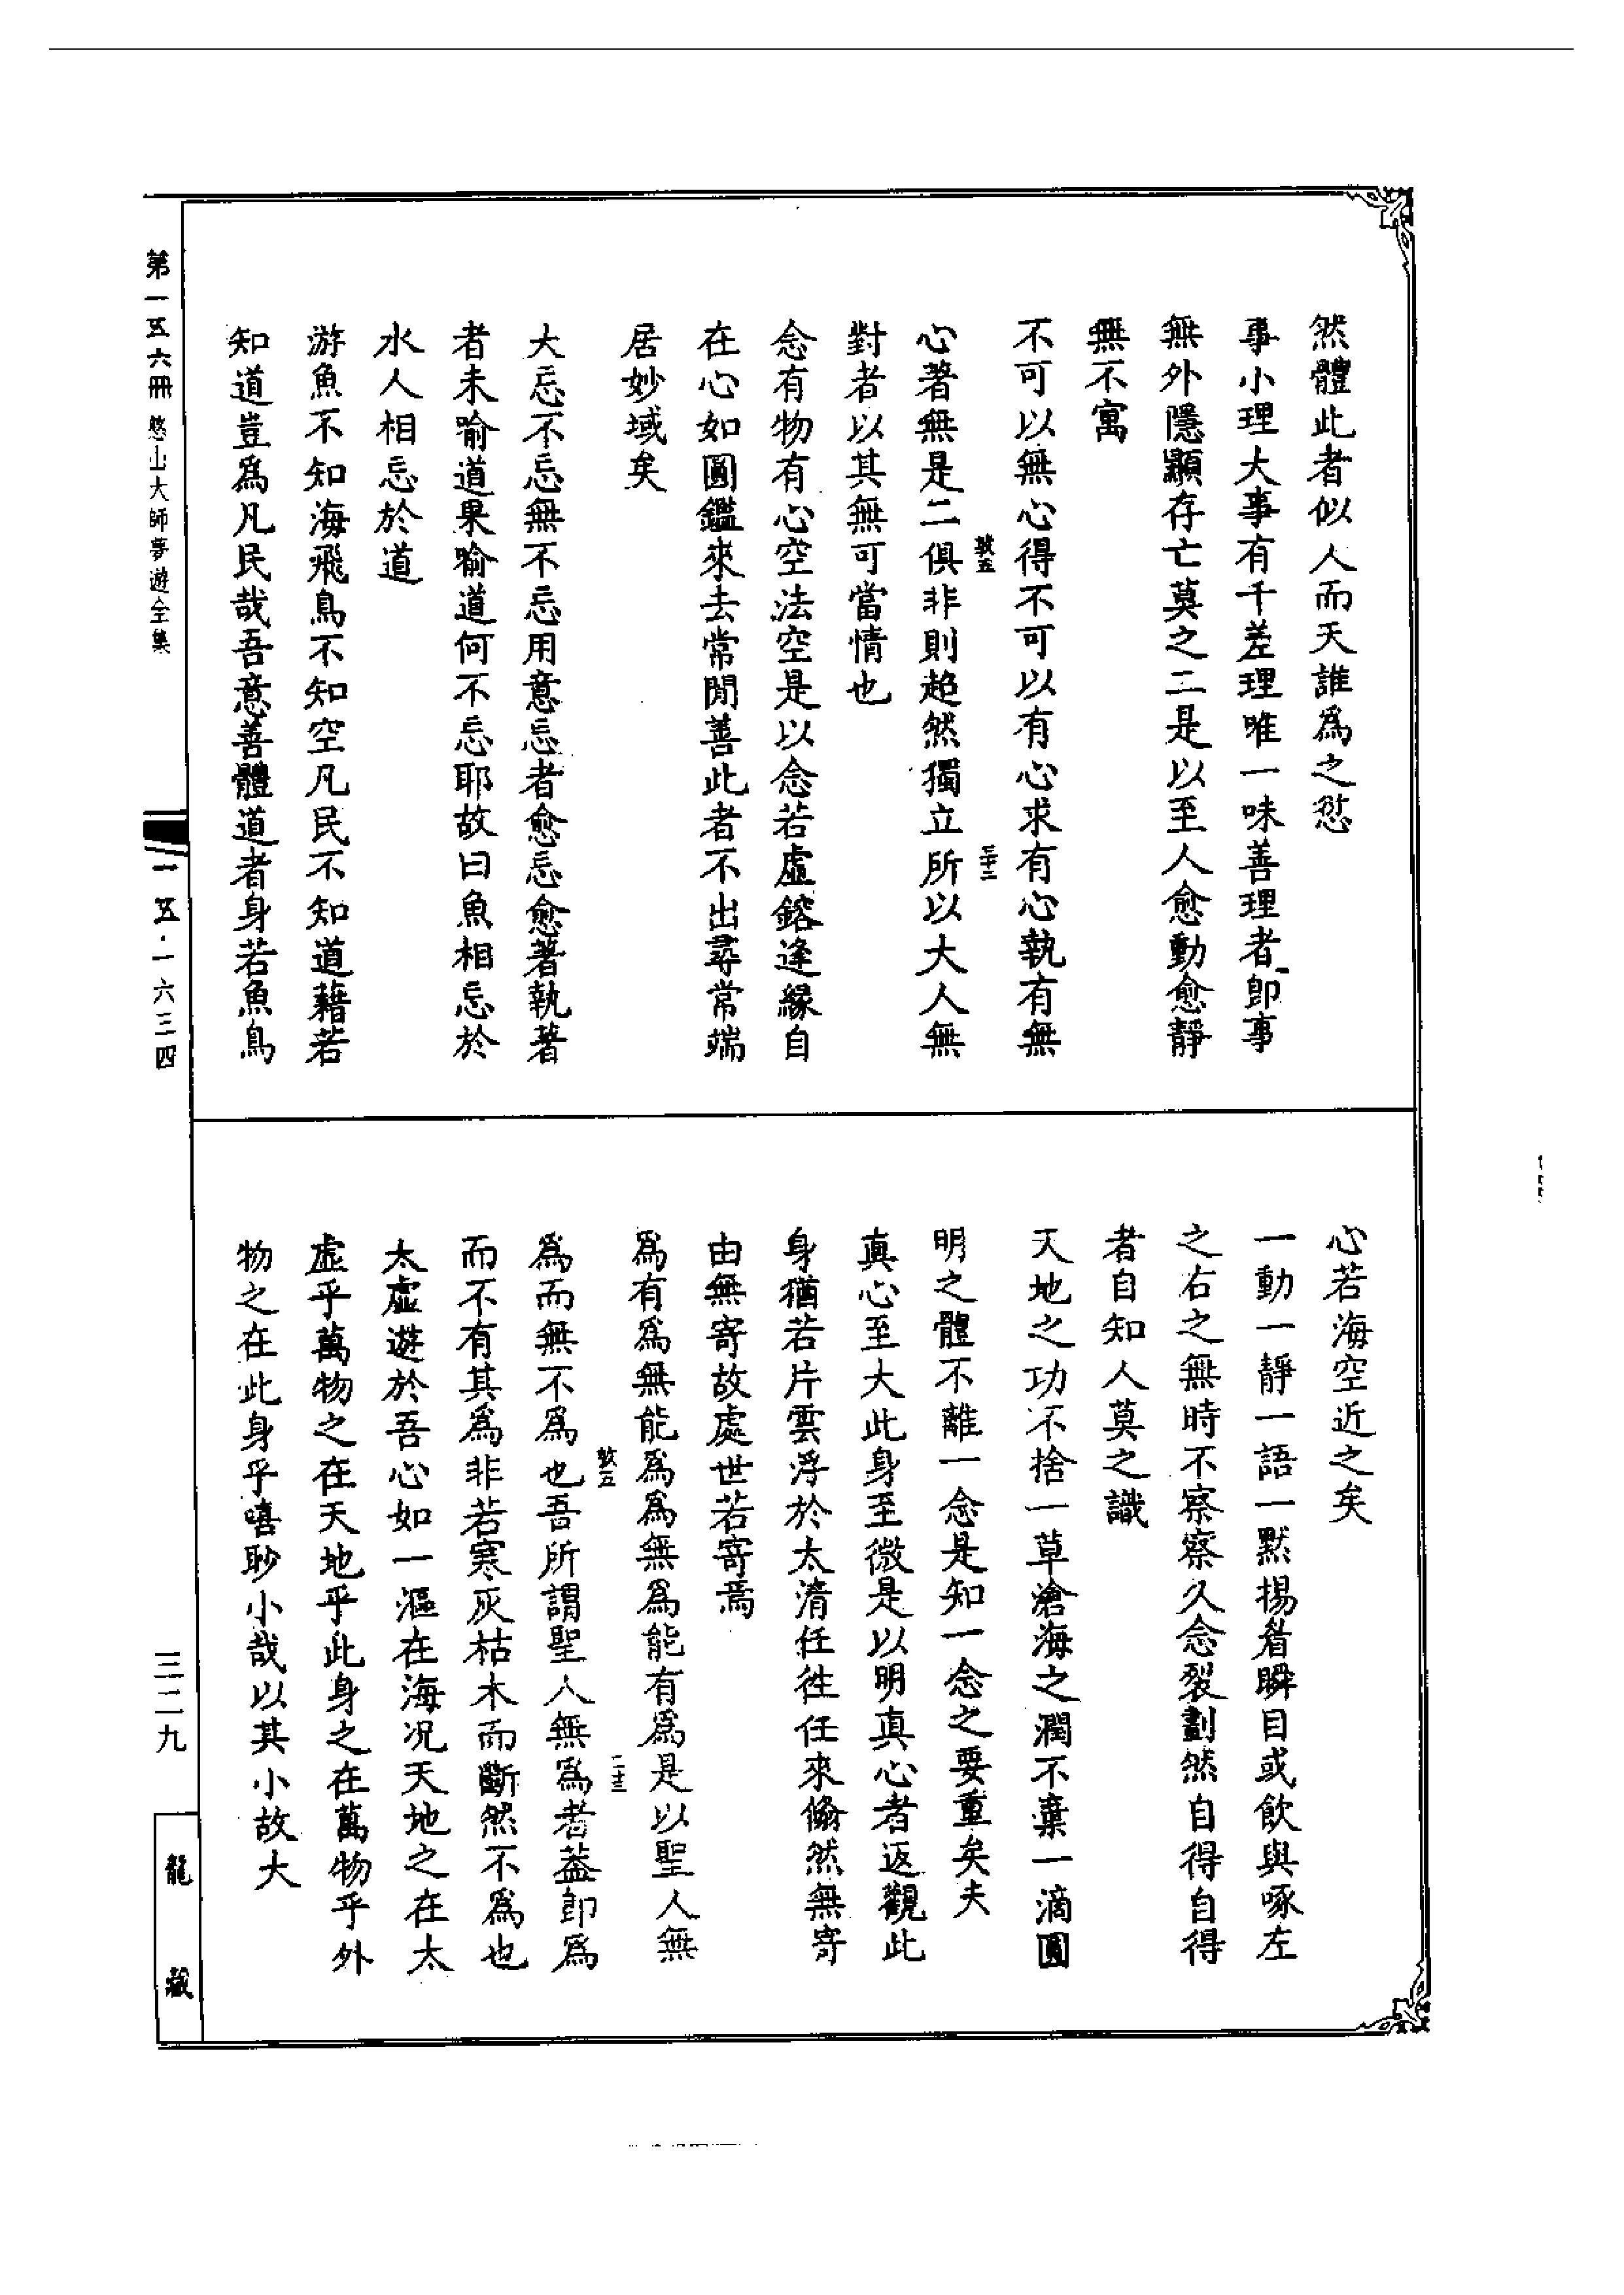 然體此者似人而天誰爲之愆
事小理大事有千差理唯一味善理者即事
無外隱顯存亡莫之二是以至人愈動愈靜
無不寓
不可以無心得不可以有心求有心執有無
心著無是二俱非則超然獨立所以大人無
對者以其無可當情也
念有物有心空法空是以念若虛鎔逢緣自
在心如圓鑑來去常閒善此者不出尋常端
居妙域矣
大忘不忘無不忘用意忘者愈忘愈著執著
者未喻道果喻道何不忘耶故曰魚相忘於
水人相忘於道
游魚不知海飛鳥不知空凡民不知道藉若
知道豈爲凡民哉吾意善體道者身若魚鳥
心若海空近之矣
一動一靜一語一默揚眉瞬目或飲與啄左
之右之無時不察察久念裂劃然自得自得
者自知人莫之識
天地之功不捨一草滄海之潤不棄一滴圓
明之體不離一念是知一念之要重矣夫
真心至大此身至微是以明真心者返觀此
身猶若片雲浮於太清任往任來翛然無寄
由無寄故處世若寄焉
爲有爲無能爲爲無爲能有爲是以聖人無
爲而無不爲也吾所謂聖人無爲者蓋即爲
而不有其爲非若寒灰枯木而斷然不爲也
太虛遊於吾心如一漚在海况天地之在太
虛乎萬物之在天地乎此身之在萬物乎外
物之在此身乎嘻眇小哉以其小故大
第一五六冊 憨山大師夢遊全集
一五·一六三四
三二九
龍藏